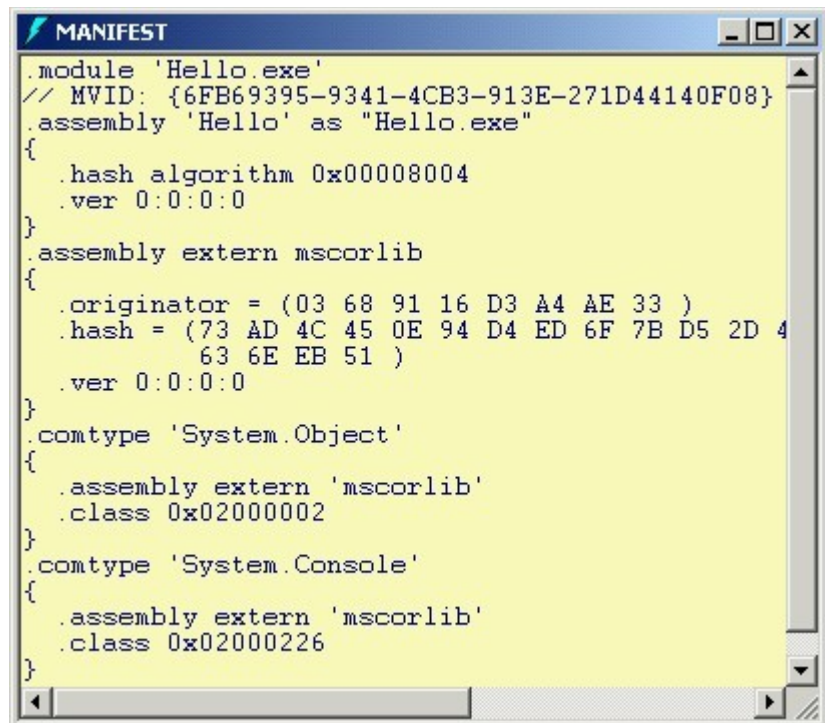 MANIFEST
.module 'Hello.exe'
// MVID: {6FB69395-9341-4CB3-913E-271D44140F08}
.assembly 'Hello' as "Hello.exe"
{
  .hash algorithm 0x00008004
  .ver 0:0:0:0
}
.assembly extern mscorlib
{
  .originator = (03 68 91 16 D3 A4 AE 33 )
  .hash = (73 AD 4C 45 0E 94 D4 ED 6F 7B D5 2D 4
           63 6E EB 51 )
  .ver 0:0:0:0
}
.comtype 'System.Object'
{
  .assembly extern 'mscorlib'
  .class 0x02000002
}
.comtype 'System.Console'
{
  .assembly extern 'mscorlib'
  .class 0x02000226
}